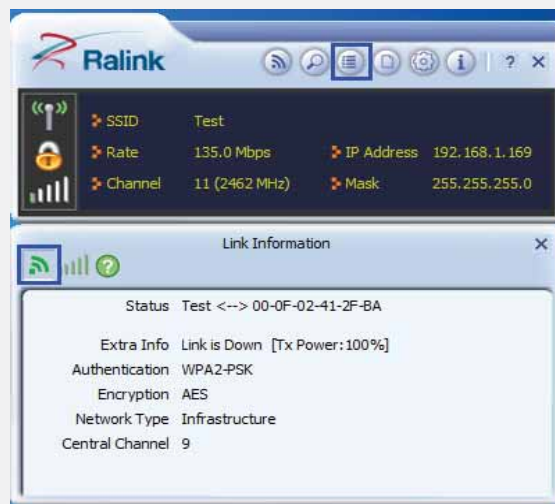 Ralink
? ×
SSID Test
Rate 135.0 Mbps IP Address 192.168.1.169
Channel 11 (2462 MHz) Mask 255.255.255.0
Link Information ×
?
Status Test <--> 00-0F-02-41-2F-BA
Extra Info Link is Down [Tx Power:100%]
Authentication WPA2-PSK
Encryption AES
Network Type Infrastructure
Central Channel 9